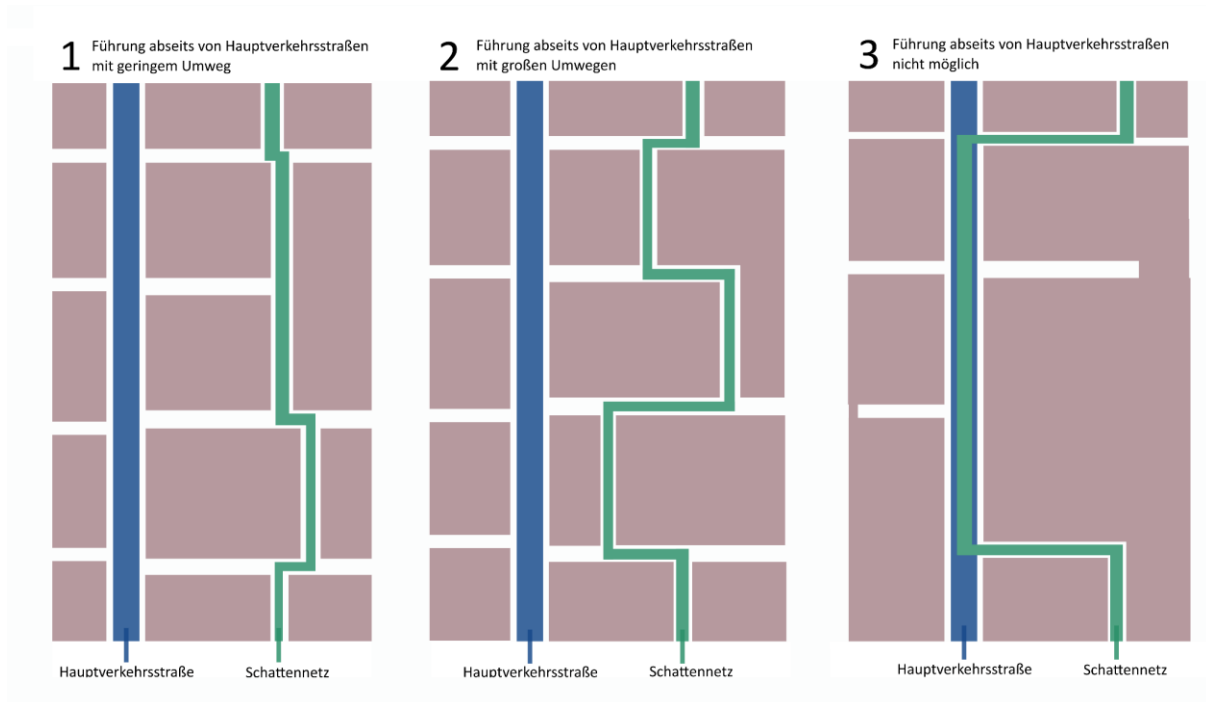 1 Führung abseits von Hauptverkehrsstraßen
mit geringem Umweg
2 Führung abseits von Hauptverkehrsstraßen
mit großen Umwegen
3 Führung abseits von Hauptverkehrsstraßen
nicht möglich
Hauptverkehrsstraße
Schattennetz
Hauptverkehrsstraße
Schattennetz
Hauptverkehrsstraße
Schattennetz